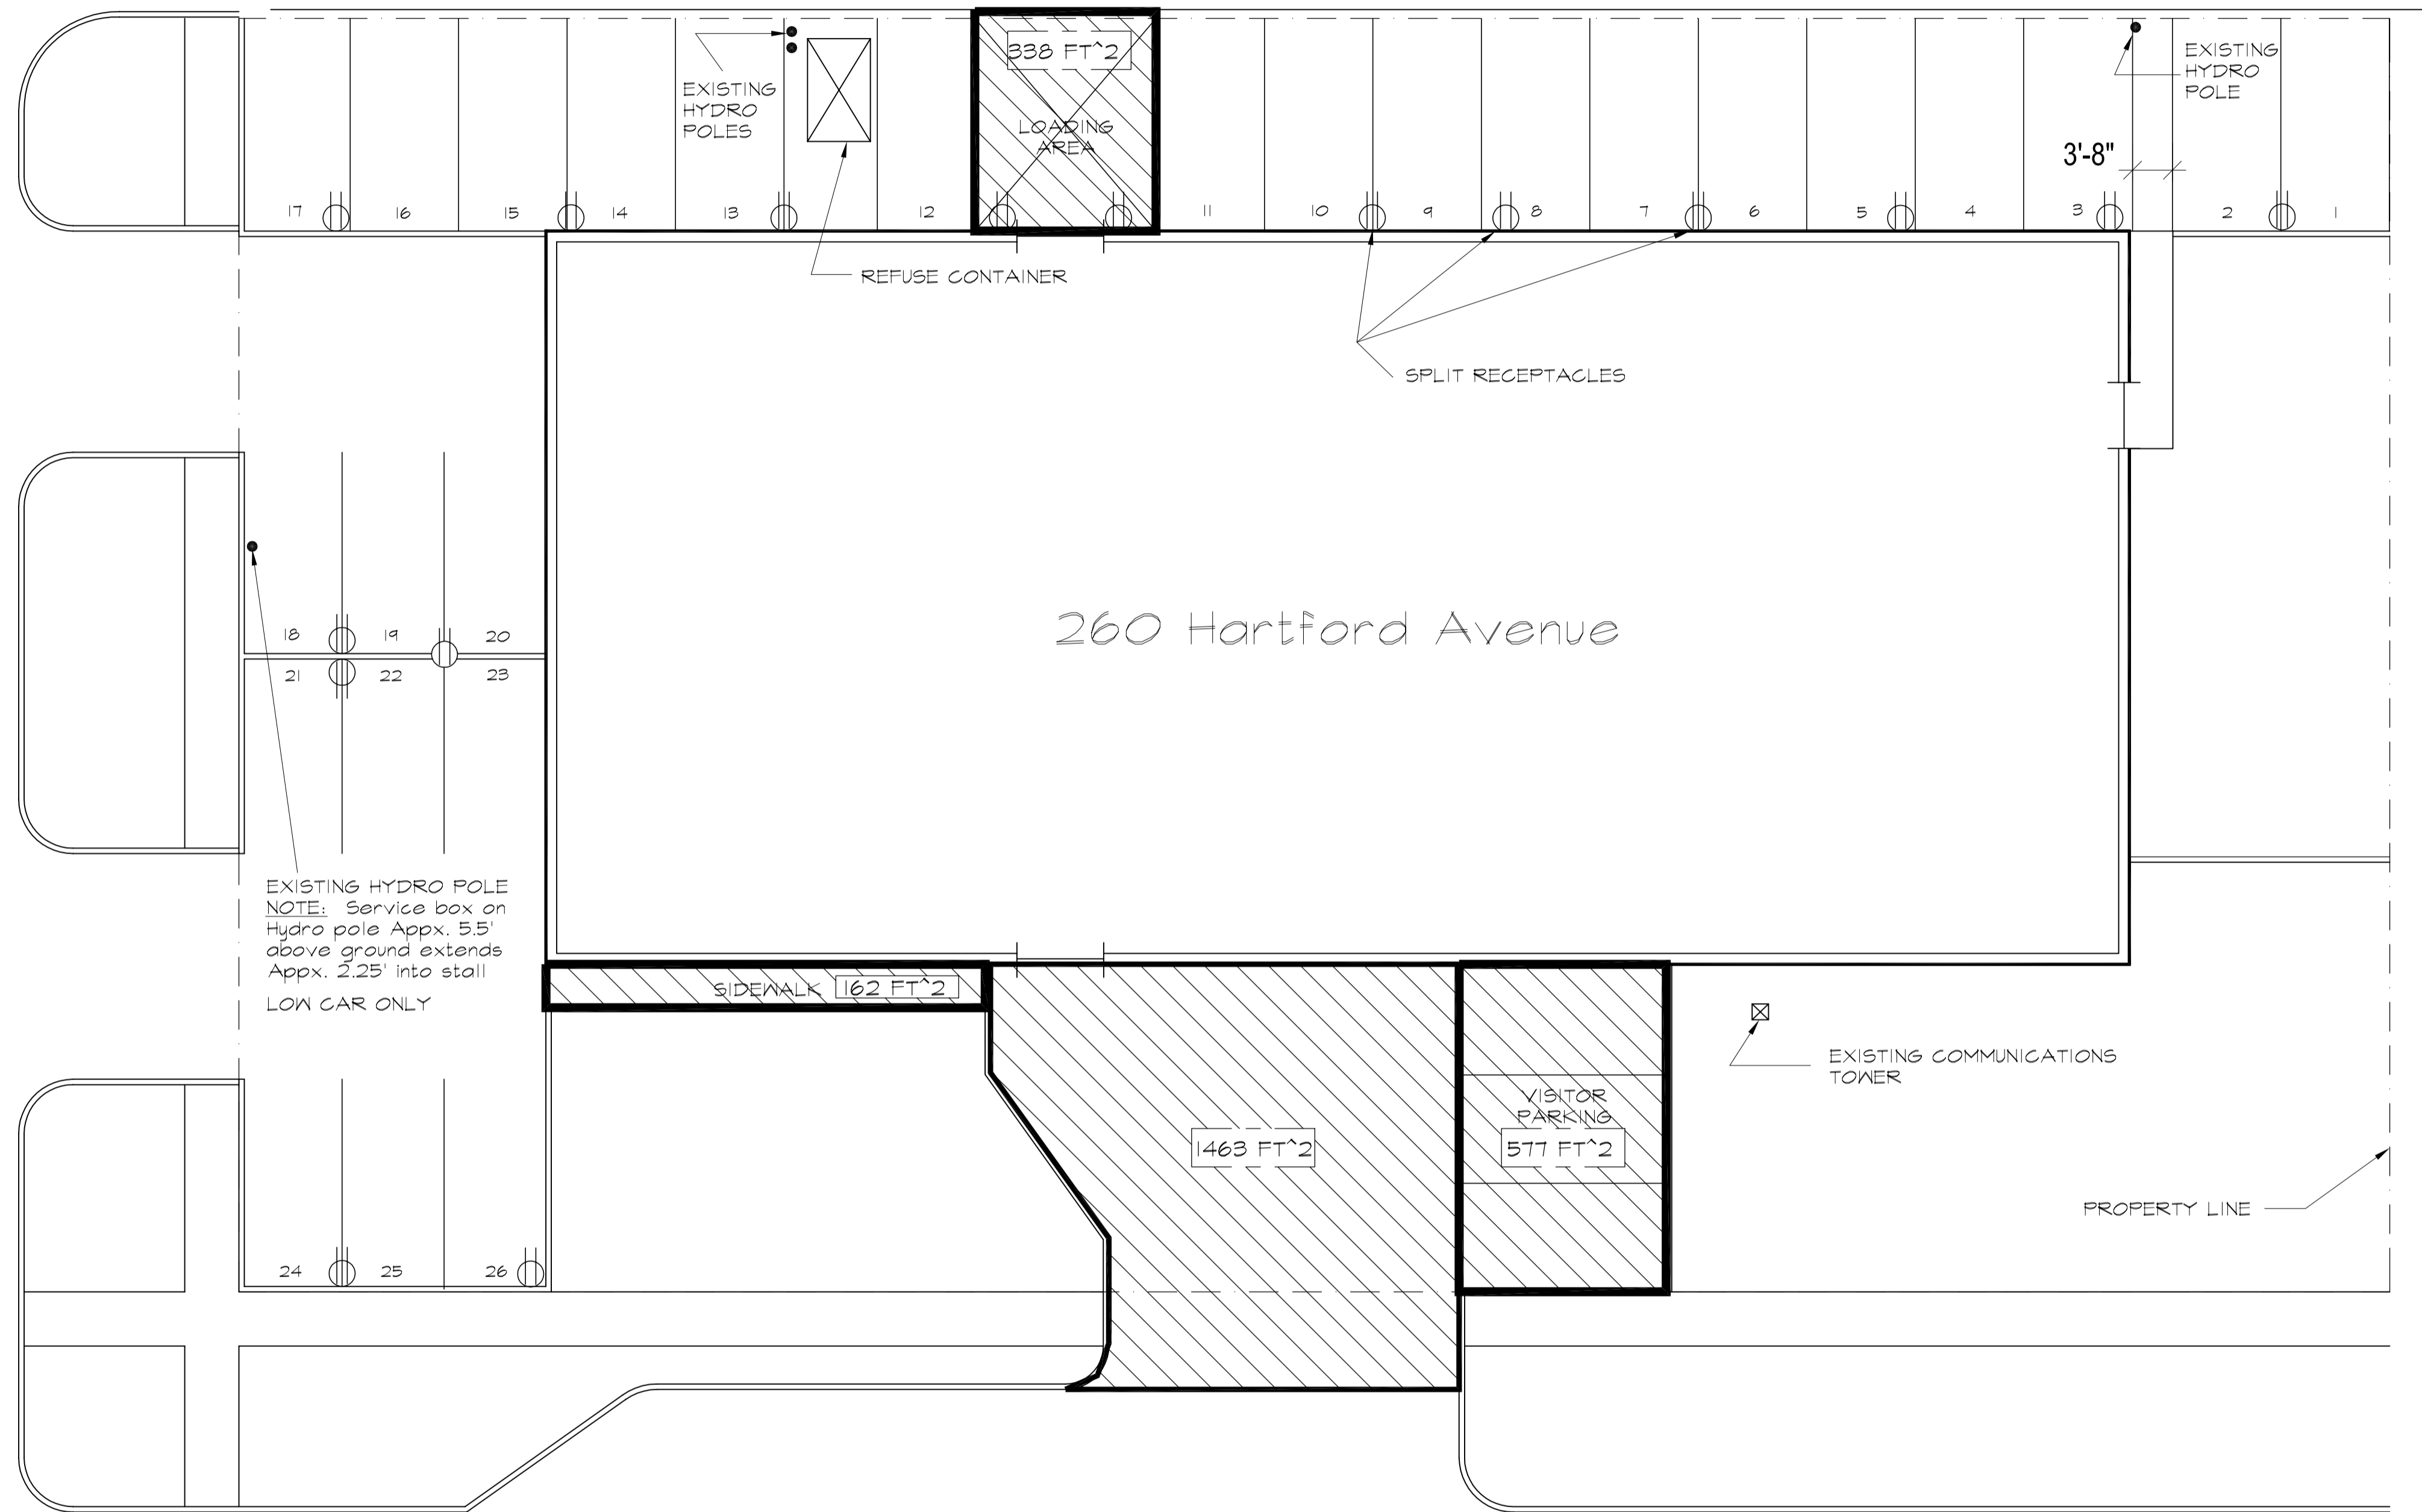 338 FT^2
EXISTING
HYDRO
POLES
LOADING
AREA
EXISTING
HYDRO
POLE
3'-8"
17 16 15 14 13 12 11 10 9 8 7 6 5 4 3 2 1
REFUSE CONTAINER
SPLIT RECEPTACLES
260 Hartford Avenue
18 19 20
21 22 23
EXISTING HYDRO POLE
NOTE: Service box on
Hydro pole Appx. 5.5'
above ground extends
Appx. 2.25' into stall
LOW CAR ONLY
SIDEWALK 162 FT^2
EXISTING COMMUNICATIONS
TOWER
VISITOR
PARKING
1463 FT^2
577 FT^2
PROPERTY LINE
24 25 26